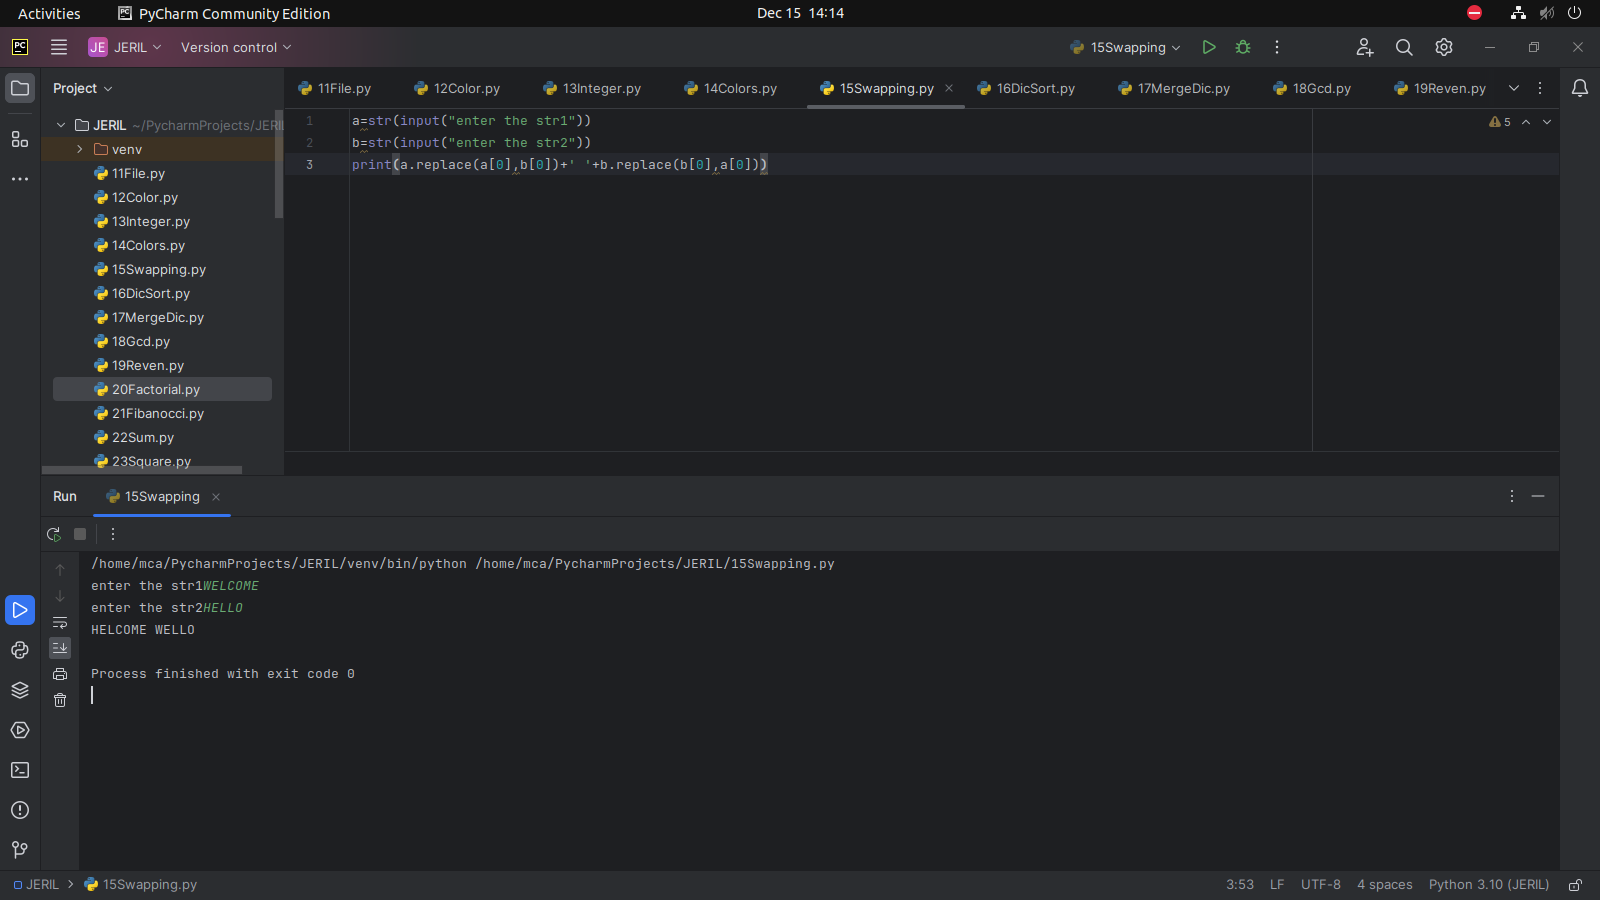 Activities PyCharm Community Edition Dec 15 14:14
PC JE JERIL Version control 15Swapping
Project 11File.py 12Color.py 13Integer.py 14Colors.py 15Swapping.py 16DicSort.py 17MergeDic.py 18Gcd.py 19Reven.py
JERIL ~/PycharmProjects/JERIL
venv
11File.py
12Color.py
13Integer.py
14Colors.py
15Swapping.py
16DicSort.py
17MergeDic.py
18Gcd.py
19Reven.py
20Factorial.py
21Fibanocci.py
22Sum.py
23Square.py
1 a=str(input("enter the str1"))
2 b=str(input("enter the str2"))
3 print(a.replace(a[0],b[0])+' '+b.replace(b[0],a[0]))
5
Run 15Swapping
/home/mca/PycharmProjects/JERIL/venv/bin/python /home/mca/PycharmProjects/JERIL/15Swapping.py
enter the str1WELCOME
enter the str2HELLO
HELCOME WELLO
Process finished with exit code 0
JERIL 15Swapping.py 3:53 LF UTF-8 4 spaces Python 3.10 (JERIL)